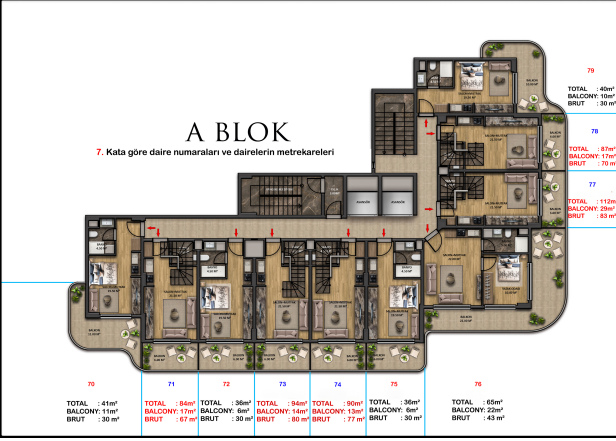 A BLOK
7. Kata göre daire numaraları ve dairelerin metrekareleri
79
TOTAL : 40m²
BALCONY: 10m²
BRUT : 30 m²
78
TOTAL : 87m²
BALCONY: 17m²
BRUT : 70 m²
77
TOTAL : 112m
BALCONY: 29m²
BRUT : 83 m²
ASANSÖR
ASANSÖR
70
TOTAL : 41m²
BALCONY: 11m²
BRUT : 30 m²
71
TOTAL : 84m²
BALCONY: 17m²
BRUT : 67 m²
72
TOTAL : 36m²
BALCONY: 6m²
BRUT : 30 m²
73
TOTAL : 94m²
BALCONY: 14m²
BRUT : 80 m²
74
TOTAL : 90m²
BALCONY: 13m²
BRUT : 77 m²
75
TOTAL : 36m²
BALCONY: 6m²
BRUT : 30 m²
76
TOTAL : 65m²
BALCONY: 22m²
BRUT : 43 m²